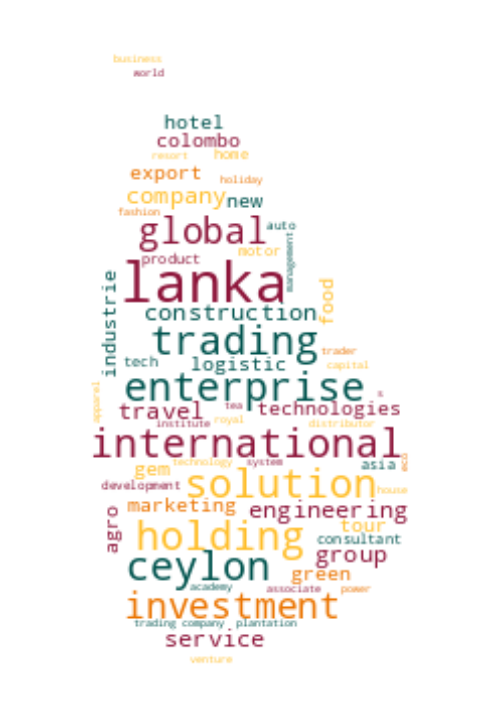 business
world
hotel
colombo
resort home
export holiday
company new
fashion
global auto
motor
management
product
lanka
industrie
food
construction
trading
trader
tech logistic capital
enterprise
apparel
s
travel tea technologies
institute royal distributor
international
eco
gem technology system asia
solution
development house
marketing engineering
agro
holding tour
consultant
ceylon group
green
academy associate power
investment
trading company plantation
service
venture